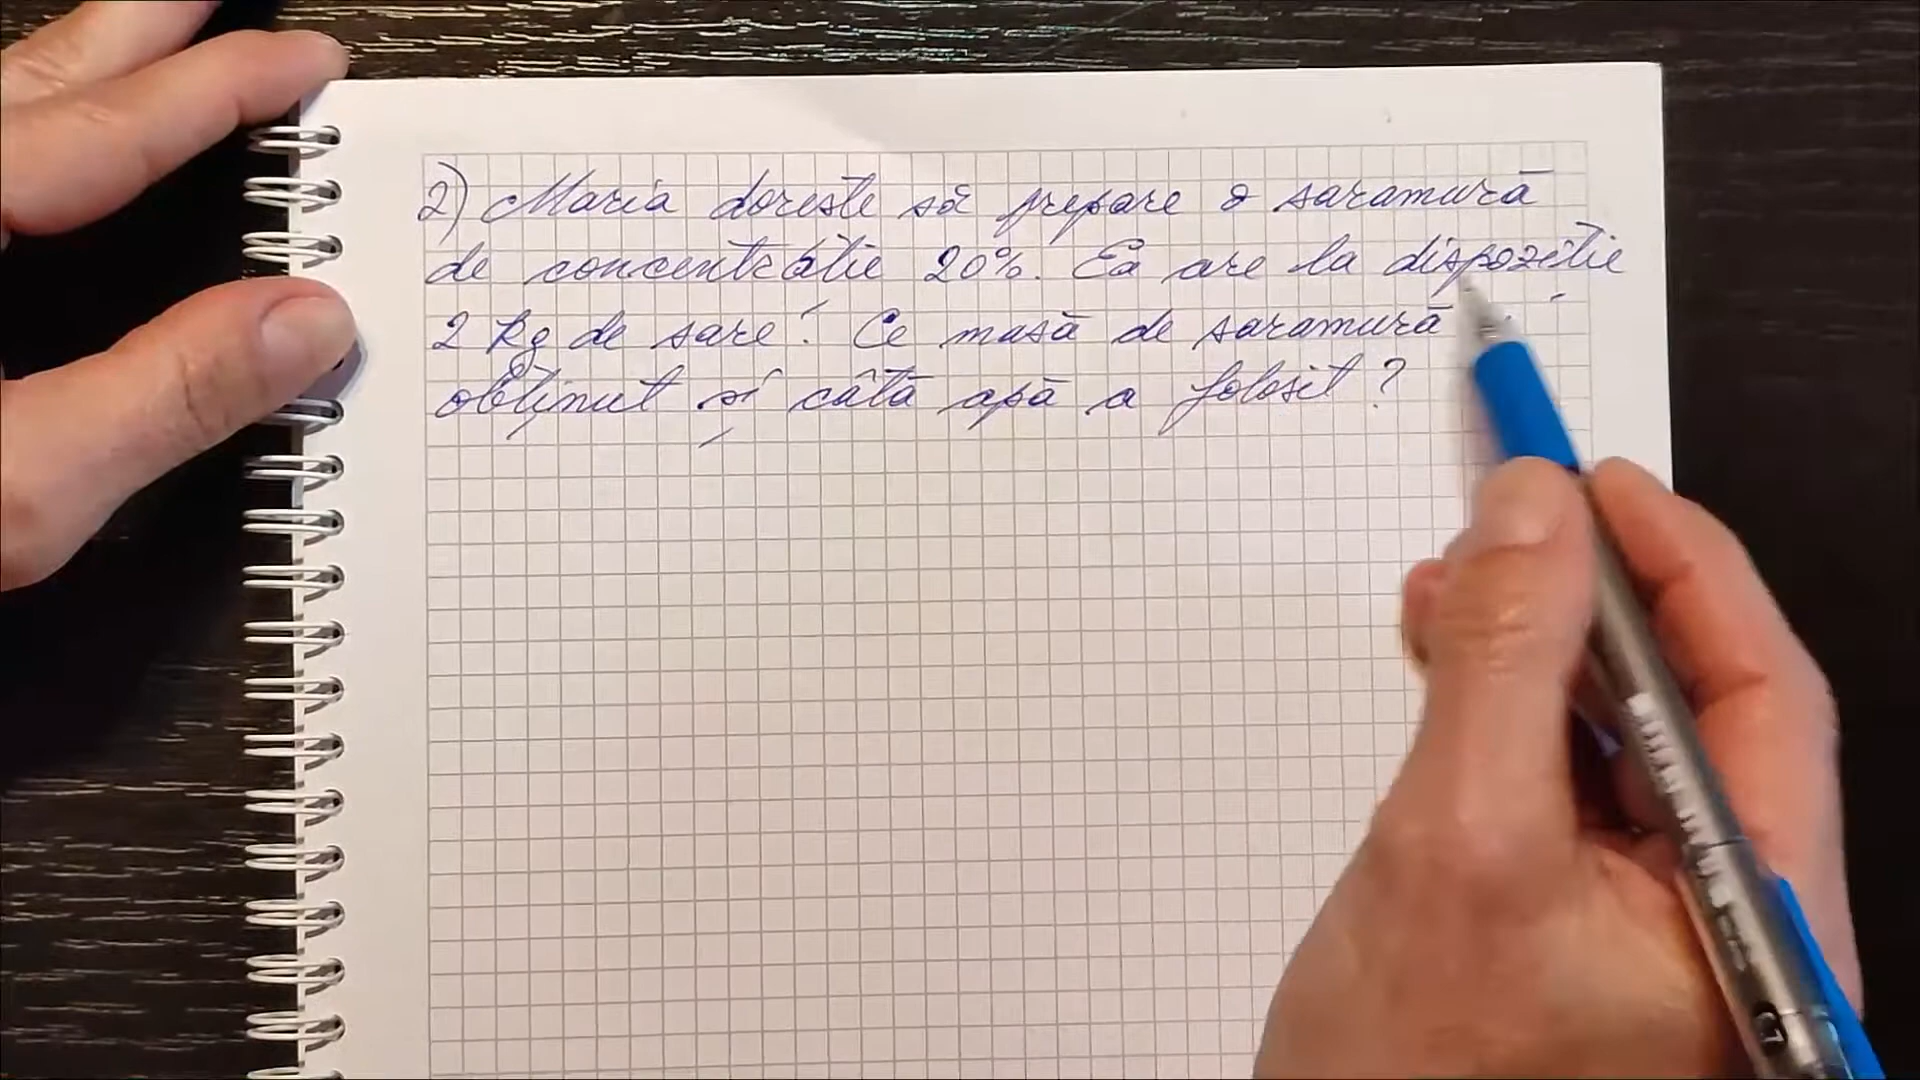 2) Maria dorește să prepare o saramură
de concentrație 20%. Ea are la dispoziție
2 kg de sare! Ce masă de saramură
obținut și câtă apă a folosit?